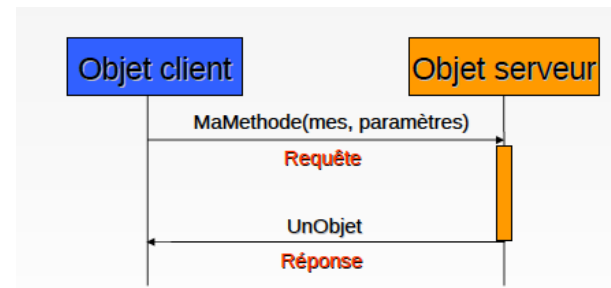 Objet client
Objet serveur
MaMethode(mes, paramètres)
Requête
UnObjet
Réponse